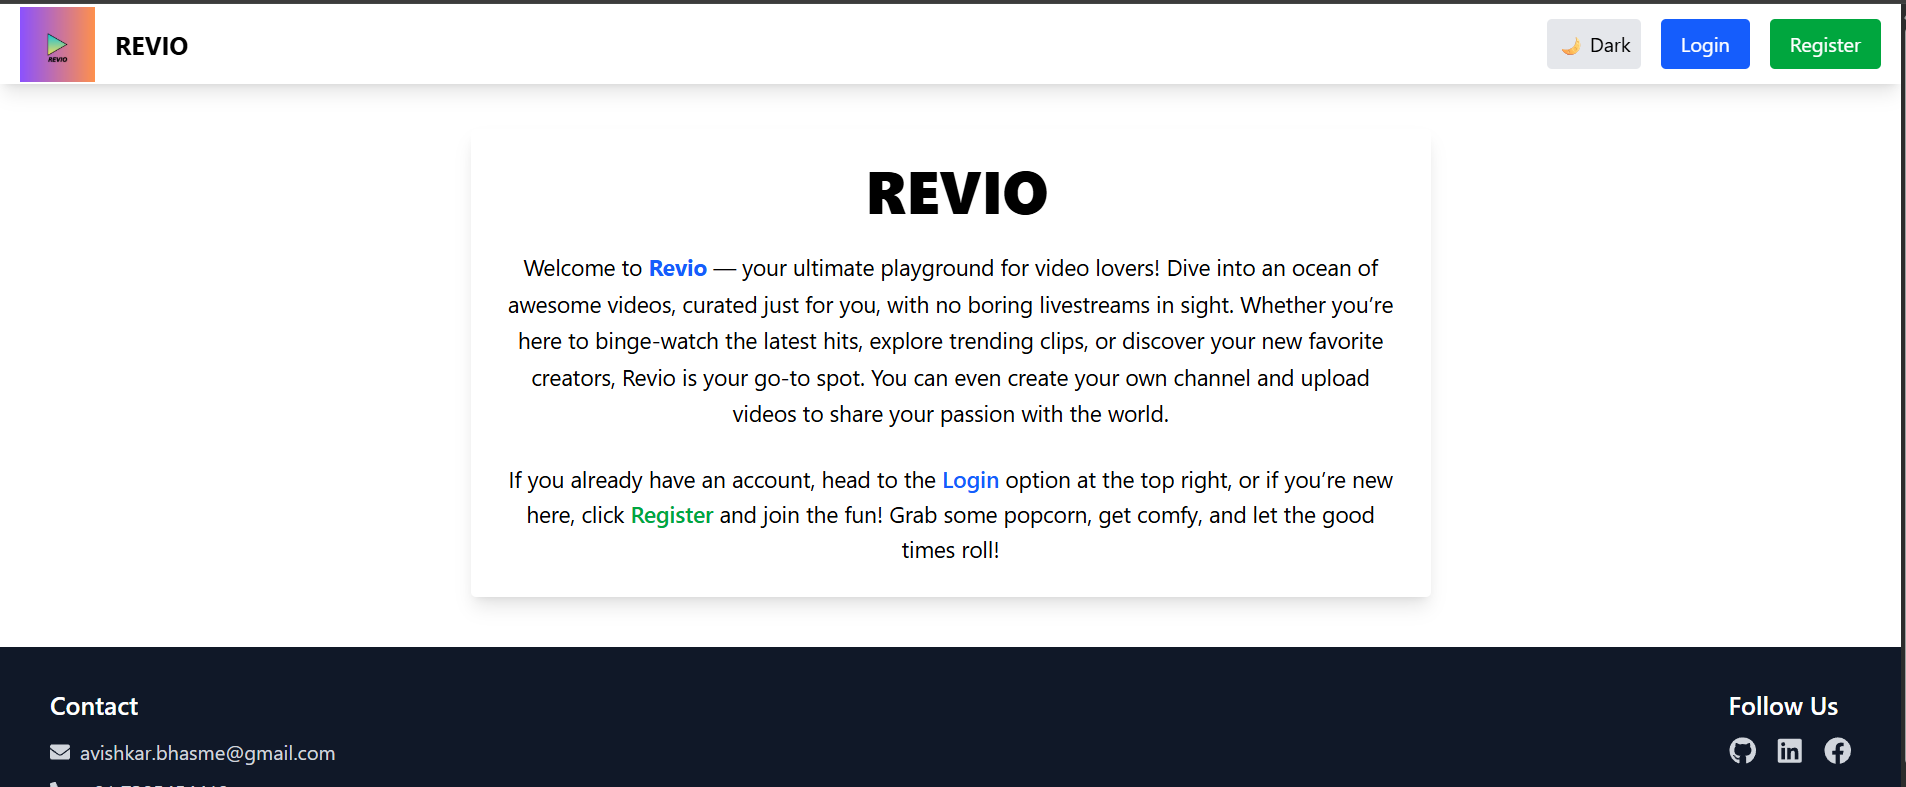 REVIO
REVIO
Dark
Login
Register
REVIO
Welcome to Revio — your ultimate playground for video lovers! Dive into an ocean of
awesome videos, curated just for you, with no boring livestreams in sight. Whether you’re
here to binge-watch the latest hits, explore trending clips, or discover your new favorite
creators, Revio is your go-to spot. You can even create your own channel and upload
videos to share your passion with the world.
If you already have an account, head to the Login option at the top right, or if you’re new
here, click Register and join the fun! Grab some popcorn, get comfy, and let the good
times roll!
Contact
avishkar.bhasme@gmail.com
Follow Us